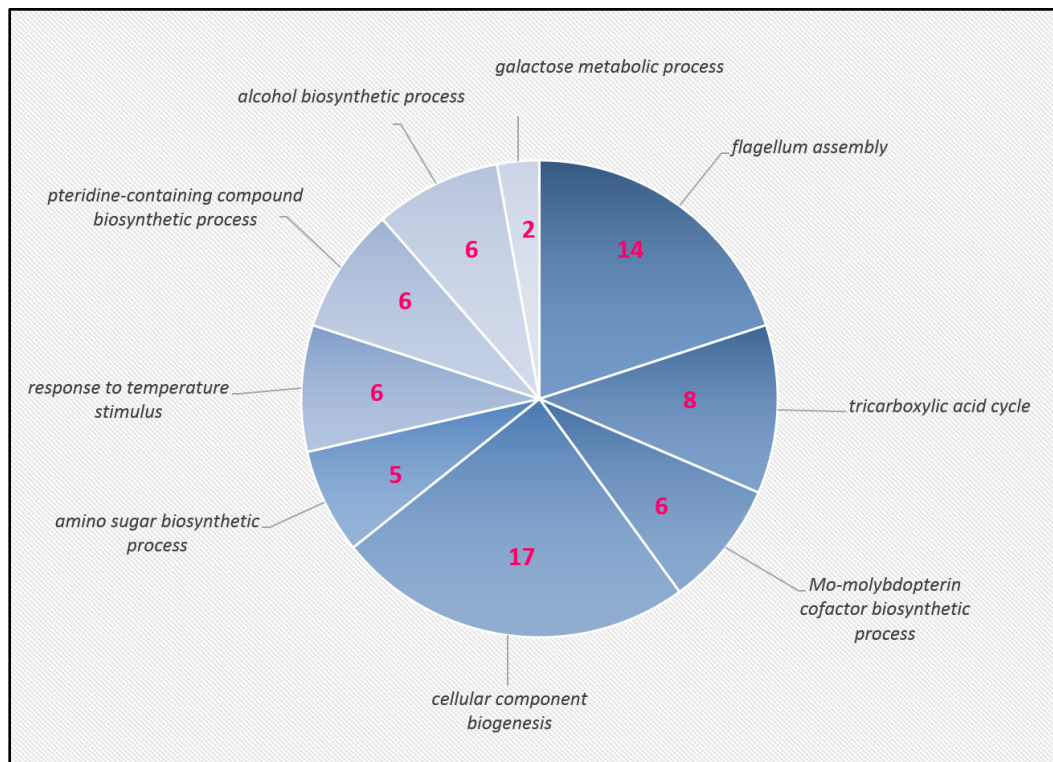 galactose metabolic process
alcohol biosynthetic process
flagellum assembly
pteridine-containing compound
biosynthetic process
2
6
14
6
response to temperature
stimulus
6
8
tricarboxylic acid cycle
5
6
amino sugar biosynthetic
process
17
Mo-molybdopterin
cofactor biosynthetic
process
cellular component
biogenesis